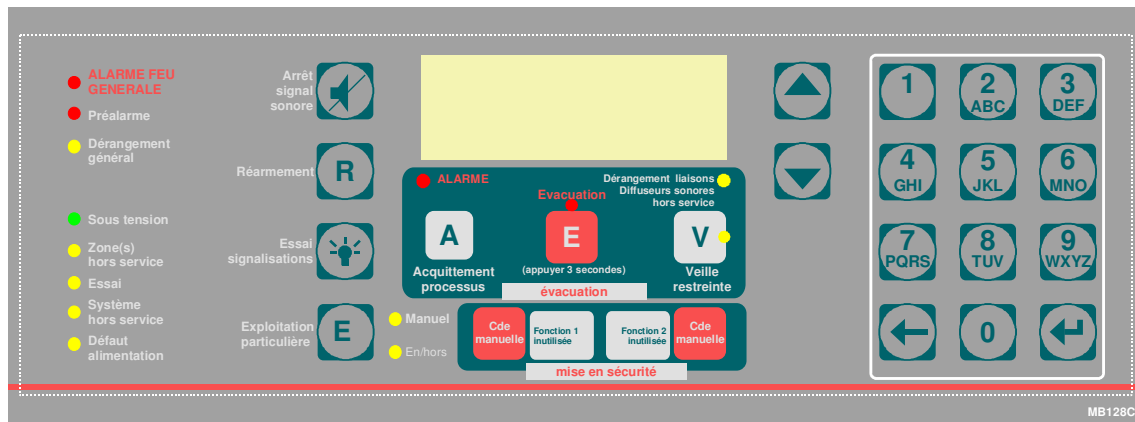 ALARME FEU
GENERALE
Préalarme
Dérangement
général
Sous tension
Zone(s)
hors service
Essai
Système
hors service
Défaut
alimentation
Arrêt
signal
sonore
Réarmement
R
Essai
signalisations
Exploitation
particulière
E
ALARME
Evacuation
Dérangement liaisons
Diffuseurs sonores
hors service
A
E
V
Acquittement
processus
(appuyer 3 secondes)
Veille
restreinte
évacuation
Manuel
En/hors
Cde
manuelle
Fonction 1
inutilisée
Fonction 2
inutilisée
Cde
manuelle
mise en sécurité
1
2
ABC
3
DEF
4
GHI
5
JKL
6
MNO
7
PQRS
8
TUV
9
WXYZ
0
MB128C